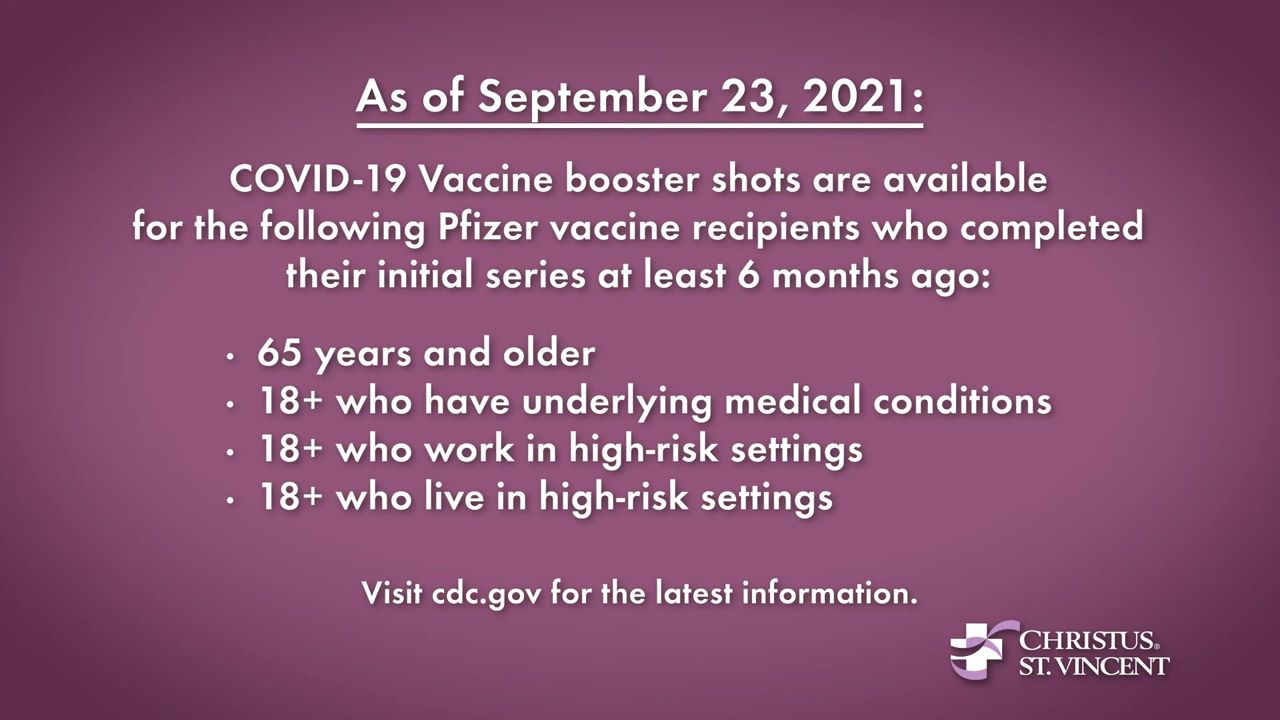 As of September 23, 2021:
COVID-19 Vaccine booster shots are available
for the following Pfizer vaccine recipients who completed
their initial series at least 6 months ago:
· 65 years and older
· 18+ who have underlying medical conditions
· 18+ who work in high-risk settings
· 18+ who live in high-risk settings
Visit cdc.gov for the latest information.
CHRISTUS®
ST. VINCENT